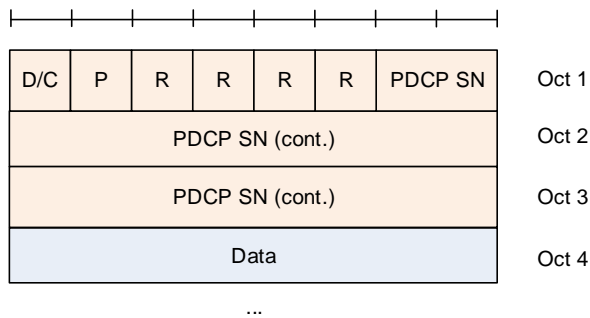 D/C P R R R R PDCP SN Oct 1
PDCP SN (cont.) Oct 2
PDCP SN (cont.) Oct 3
Data Oct 4
...